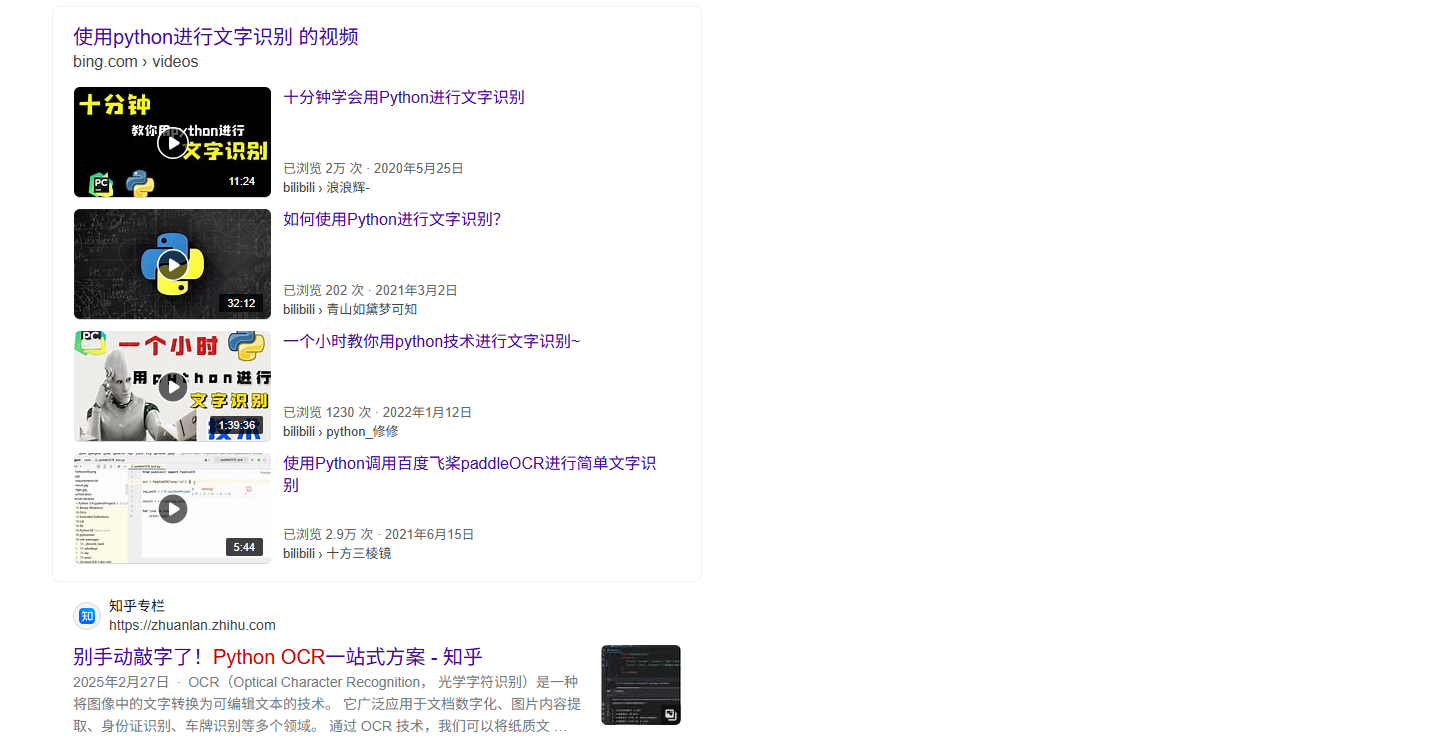 使用python进行文字识别 的视频
bing.com › videos
十分钟
教你用python进行
文字识别
PC
11:24
十分钟学会用Python进行文字识别
已浏览 2万 次 · 2020年5月25日
bilibili › 浪浪辉-
32:12
如何使用Python进行文字识别?
已浏览 202 次 · 2021年3月2日
bilibili › 青山如黛梦可知
PC
一个小时
用python进行
文字识别
技术
1:39:36
一个小时教你用python技术进行文字识别~
已浏览 1230 次 · 2022年1月12日
bilibili › python_修修
5:44
使用Python调用百度飞桨paddleOCR进行简单文字识
别
已浏览 2.9万 次 · 2021年6月15日
bilibili › 十方三棱镜
知
知乎专栏
https://zhuanlan.zhihu.com
别手动敲字了！Python OCR一站式方案 - 知乎
2025年2月27日 · OCR（Optical Character Recognition， 光学字符识别）是一种
将图像中的文字转换为可编辑文本的技术。 它广泛应用于文档数字化、图片内容提
取、身份证识别、车牌识别等多个领域。 通过 OCR 技术，我们可以将纸质文 ...